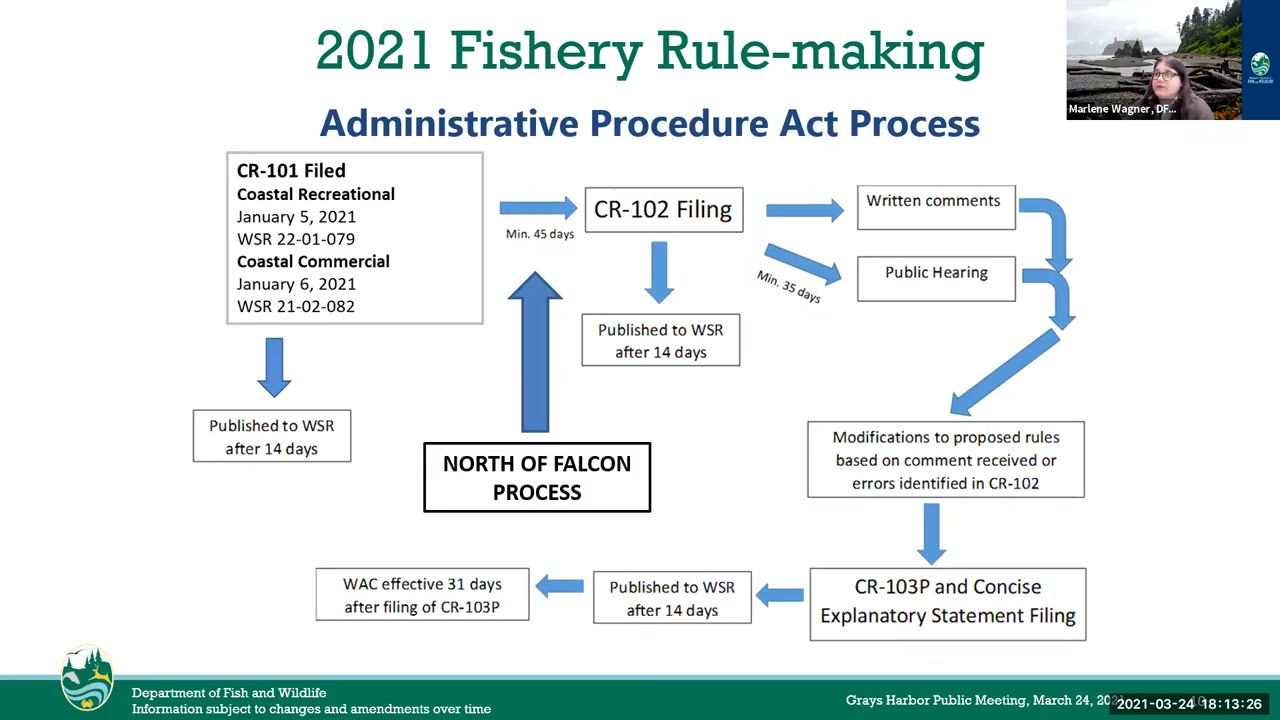 2021 Fishery Rule-making
Administrative Procedure Act Process
Marlene Wagner, DF...
CR-101 Filed
Coastal Recreational
January 5, 2021
WSR 22-01-079
Coastal Commercial
January 6, 2021
WSR 21-02-082
Min. 45 days
CR-102 Filing
Min. 35 days
Written comments
Public Hearing
Published to WSR
after 14 days
Published to WSR
after 14 days
NORTH OF FALCON
PROCESS
Modifications to proposed rules
based on comment received or
errors identified in CR-102
CR-103P and Concise
Explanatory Statement Filing
Published to WSR
after 14 days
WAC effective 31 days
after filing of CR-103P
Department of Fish and Wildlife
Information subject to changes and amendments over time
Grays Harbor Public Meeting, March 24, 2021
10
2021-03-24 18:13:26